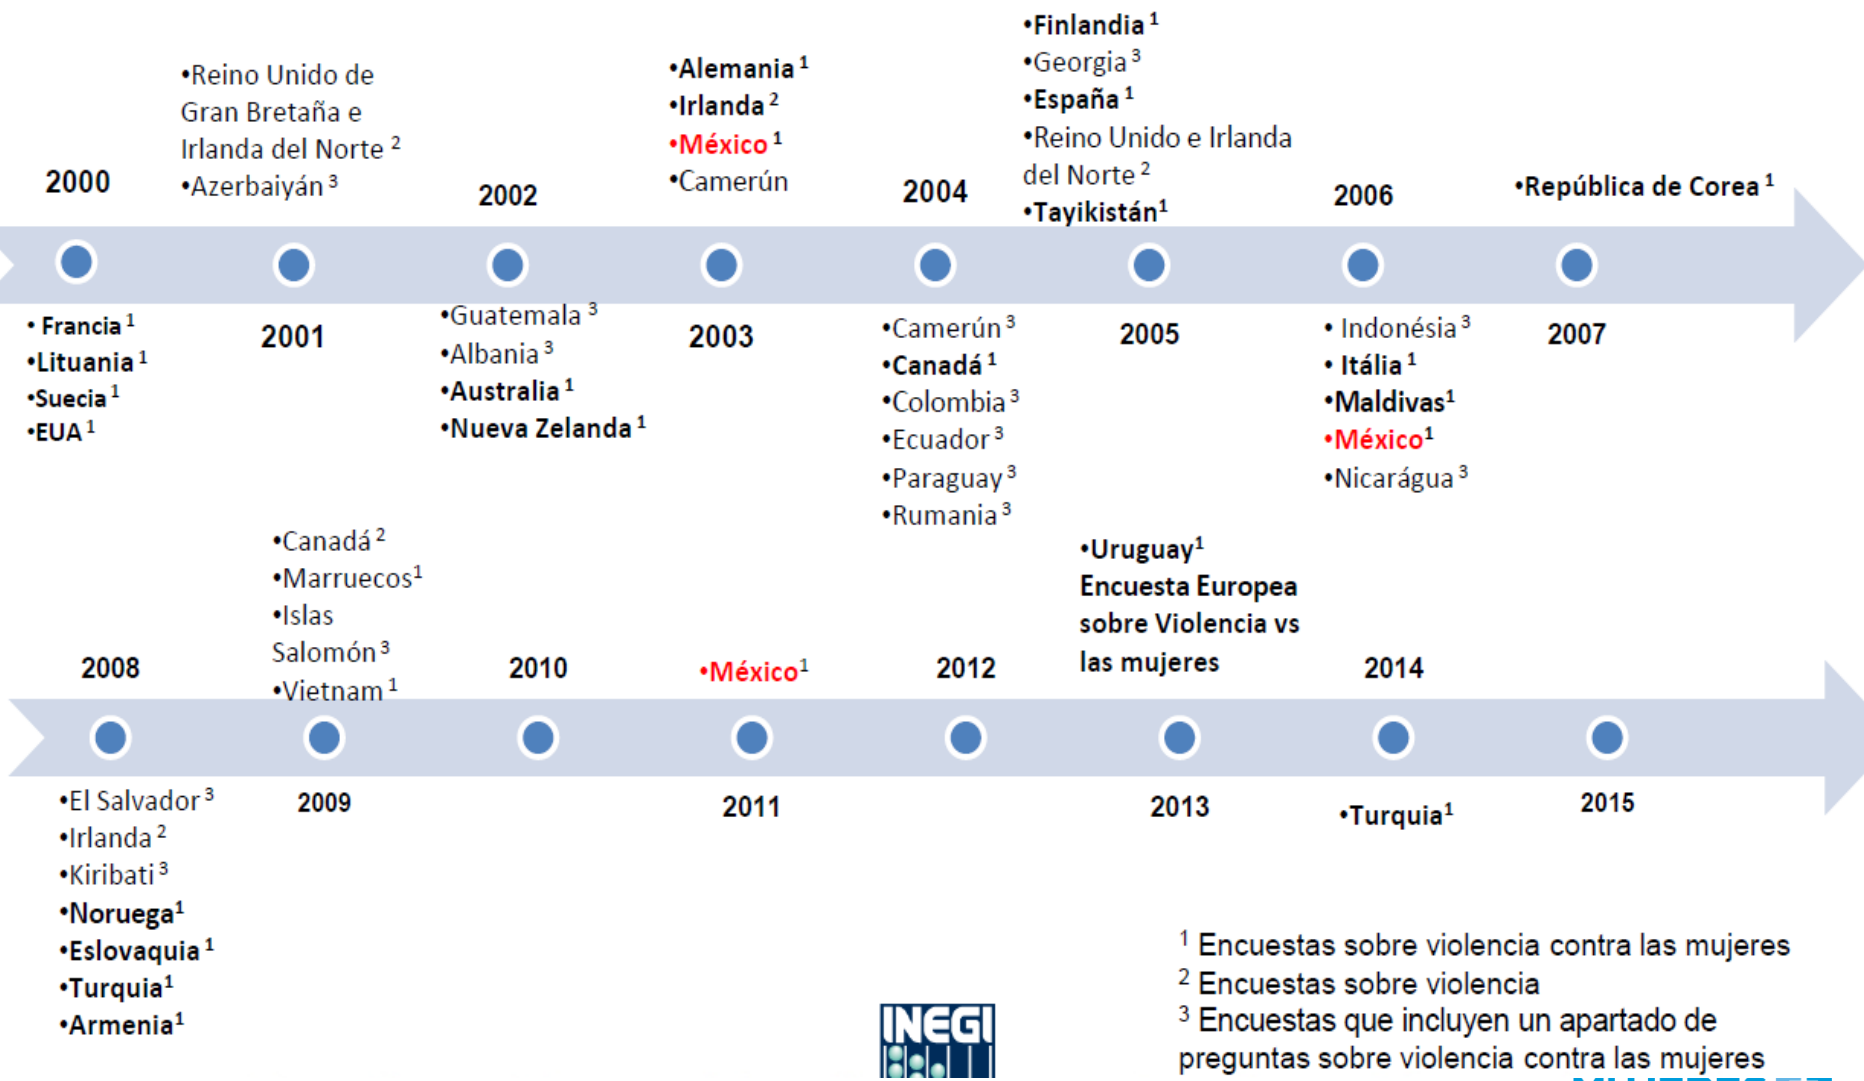 2000
•Francia ¹
•Lituania ¹
•Suecia ¹
•EUA ¹
•Reino Unido de
Gran Bretaña e
Irlanda del Norte ²
•Azerbaiyán ³
2001
2002
•Guatemala ³
•Albania ³
•Australia ¹
•Nueva Zelanda ¹
•Alemania ¹
•Irlanda ²
•México ¹
•Camerún
2003
2004
•Camerún ³
•Canadá ¹
•Colombia ³
•Ecuador ³
•Paraguay ³
•Rumania ³
•Finlandia ¹
•Georgia ³
•España ¹
•Reino Unido e Irlanda
del Norte ²
•Tayikistán¹
2005
2006
• Indonésia ³
• Itália ¹
•Maldivas¹
•México¹
•Nicarágua ³
•República de Corea ¹
2007
2008
•El Salvador ³
•Irlanda ²
•Kiribati ³
•Noruega¹
•Eslovaquia ¹
•Turquia¹
•Armenia¹
•Canadá ²
•Marruecos¹
•Islas
Salomón ³
•Vietnam ¹
2009
2010
•México¹
2011
2012
•Uruguay¹
Encuesta Europea
sobre Violencia vs
las mujeres
2013
2014
•Turquia¹
2015
¹ Encuestas sobre violencia contra las mujeres
² Encuestas sobre violencia
³ Encuestas que incluyen un apartado de
preguntas sobre violencia contra las mujeres
INEGI